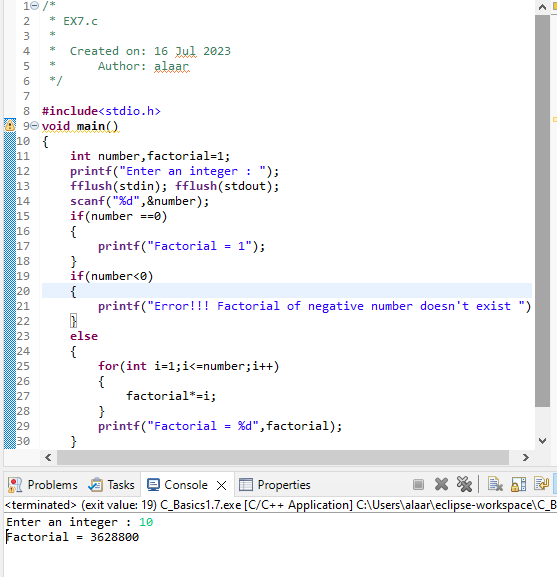 1 /*
2  * EX7.c
3  *
4  *  Created on: 16 Jul 2023
5  *      Author: alaar
6  */
7
8 #include<stdio.h>
9 void main()
10 {
11     int number,factorial=1;
12     printf("Enter an integer : ");
13     fflush(stdin); fflush(stdout);
14     scanf("%d",&number);
15     if(number ==0)
16     {
17         printf("Factorial = 1");
18     }
19     if(number<0)
20     {
21         printf("Error!!! Factorial of negative number doesn't exist ")
22     }
23     else
24     {
25         for(int i=1;i<=number;i++)
26         {
27             factorial*=i;
28         }
29         printf("Factorial = %d",factorial);
30     }
Problems Tasks Console Properties
<terminated> (exit value: 19) C_Basics1.7.exe [C/C++ Application] C:\Users\alaar\eclipse-workspace\C_B
Enter an integer : 10
Factorial = 3628800